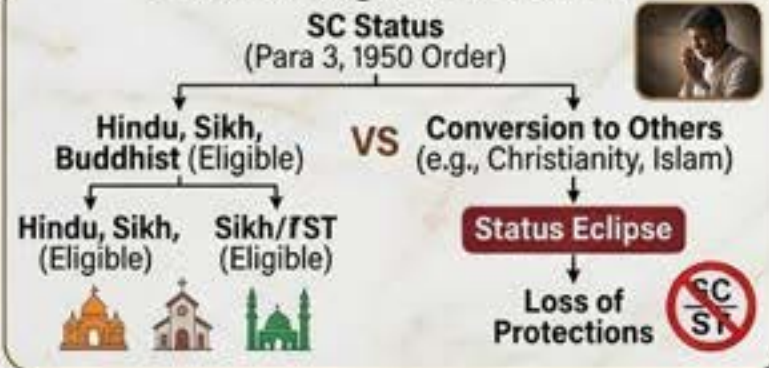 SC Status
(Para 3, 1950 Order)
Hindu, Sikh,
Buddhist (Eligible)
VS
Conversion to Others
(e.g., Christianity, Islam)
Hindu, Sikh,
(Eligible)
Sikh/ST
(Eligible)
Status Eclipse
Loss of
Protections
SC
ST